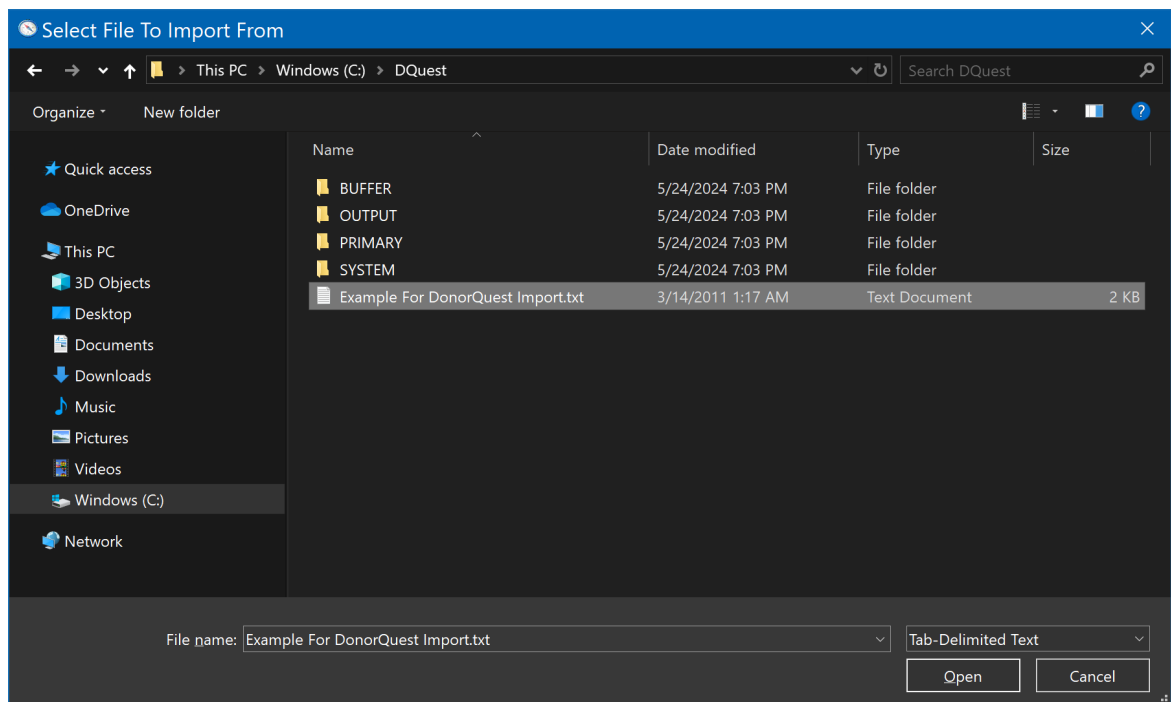 Select File To Import From
This PC > Windows (C:) > DQuest
Search DQuest
Organize
New folder
?
Quick access
OneDrive
This PC
3D Objects
Desktop
Documents
Downloads
Music
Pictures
Videos
Windows (C:)
Network
Name Date modified Type Size
BUFFER 5/24/2024 7:03 PM File folder
OUTPUT 5/24/2024 7:03 PM File folder
PRIMARY 5/24/2024 7:03 PM File folder
SYSTEM 5/24/2024 7:03 PM File folder
Example For DonorQuest Import.txt 3/14/2011 1:17 AM Text Document 2 KB
File name: Example For DonorQuest Import.txt
Tab-Delimited Text
Open
Cancel